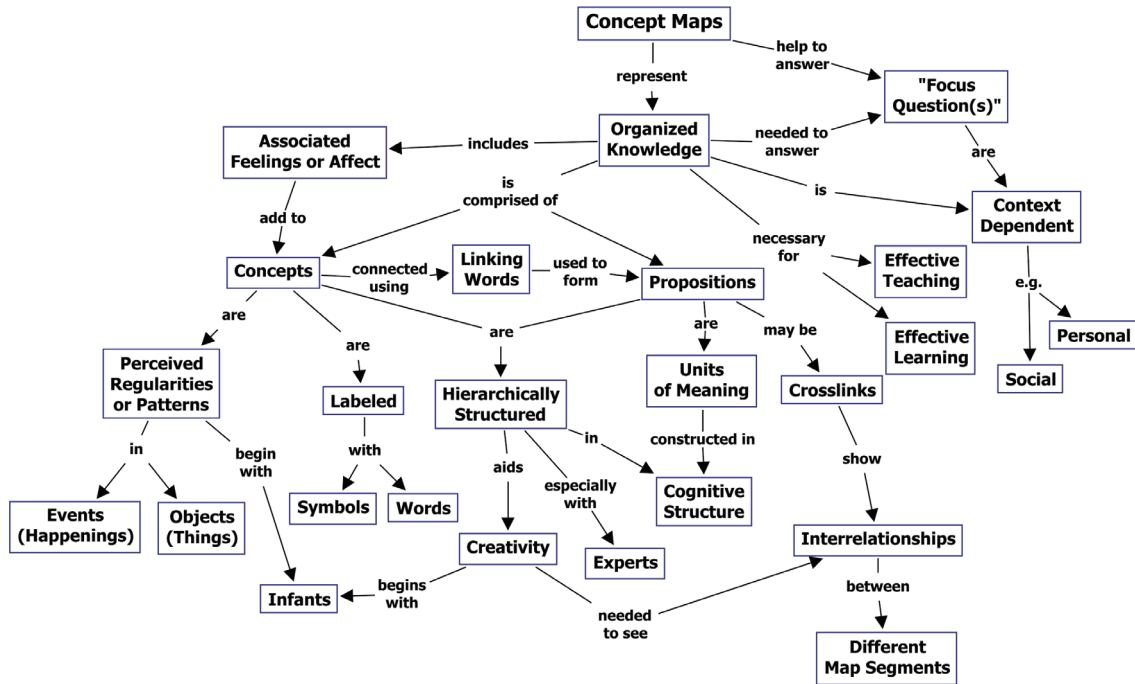 Concept Maps
help to
answer
represent
"Focus
Question(s)"
Associated
Feelings or Affect
includes
Organized
Knowledge
needed to
answer
are
is
comprised of
is
Context
Dependent
add to
necessary
for
Concepts
connected
using
Linking
Words
used to
form
Propositions
Effective
Teaching
e.g.
are
are
are
are
may be
Effective
Learning
Personal
Social
Perceived
Regularities
or Patterns
Labeled
Hierarchically
Structured
Units
of Meaning
Crosslinks
in
begin
with
with
aids
in
constructed in
show
especially
with
Events
(Happenings)
Objects
(Things)
Symbols
Words
Cognitive
Structure
Creativity
Experts
Interrelationships
Infants
begins
with
needed
to see
between
Different
Map Segments